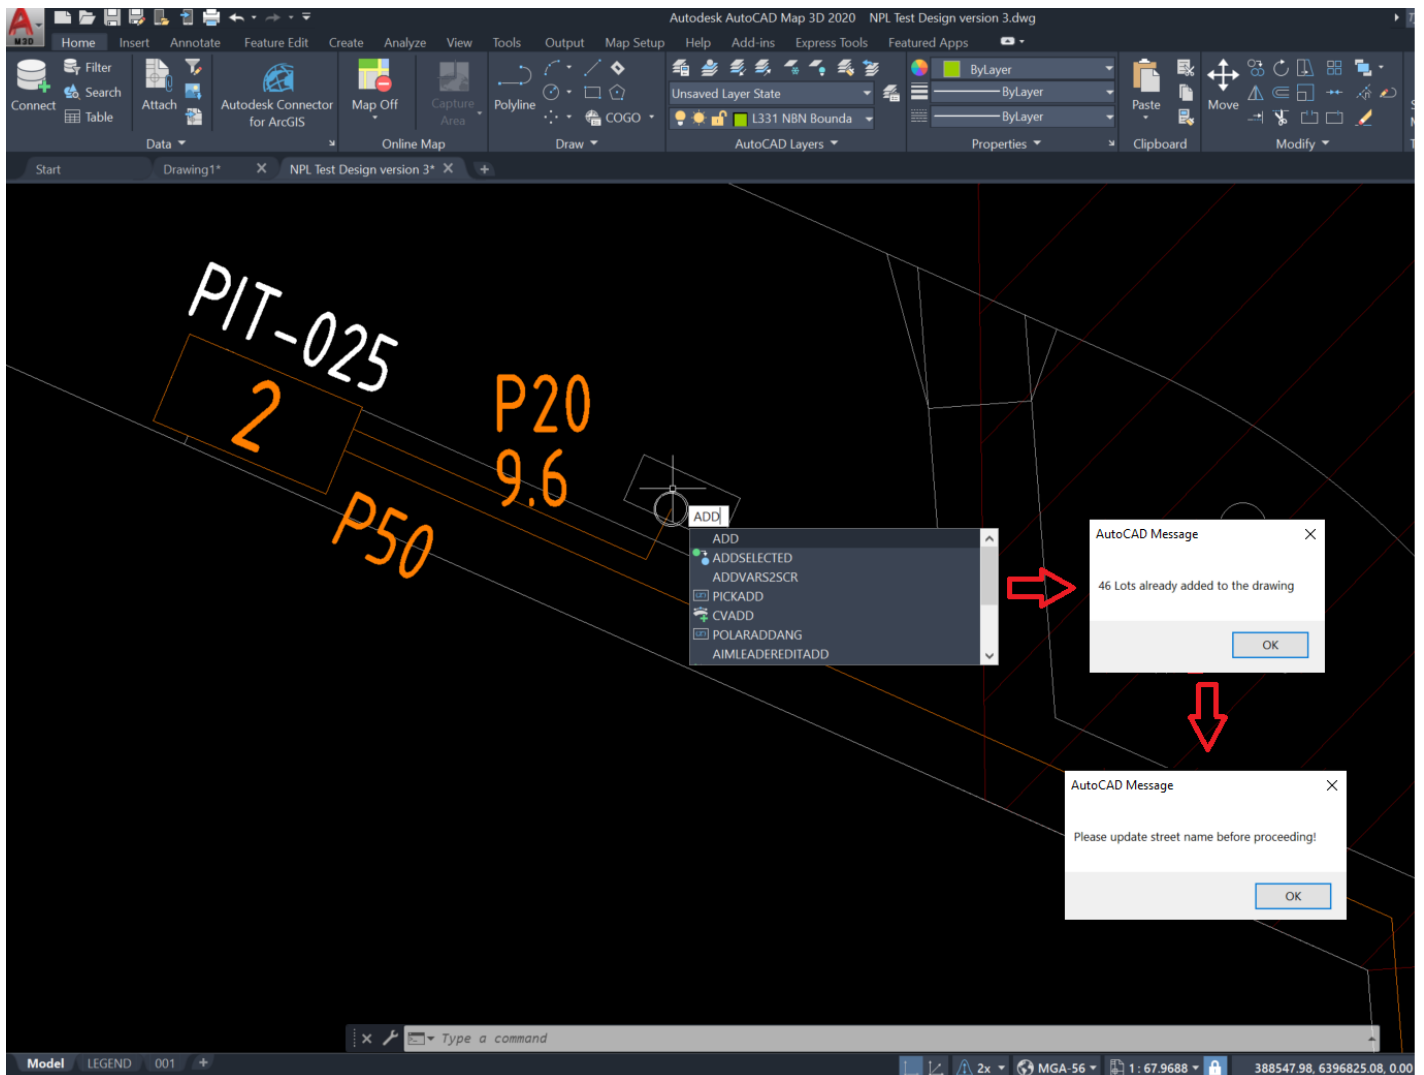 Autodesk AutoCAD Map 3D 2020 NPL Test Design version 3.dwg
M3D
Home Insert Annotate Feature Edit Create Analyze View Tools Output Map Setup Help Add-ins Express Tools Featured Apps
Connect
Filter
Search
Table
Attach
Autodesk Connector
for ArcGIS
Map Off
Capture
Area
Polyline
COGO
Unsaved Layer State
L331 NBN Bounda
ByLayer
ByLayer
ByLayer
Paste
Move
Data
Online Map
Draw
AutoCAD Layers
Properties
Clipboard
Modify
Start Drawing1* NPL Test Design version 3*
PIT-025
2
P20
9.6
P50
ADD
ADD
ADDSELECTED
ADDVARS2SCR
PICKADD
CVADD
POLARADDANG
AIMLEADEREDITADD
AutoCAD Message
46 Lots already added to the drawing
OK
AutoCAD Message
Please update street name before proceeding!
OK
Type a command
Model LEGEND 001
2x MGA-56 1 : 67.9688 388547.98, 6396825.08, 0.00